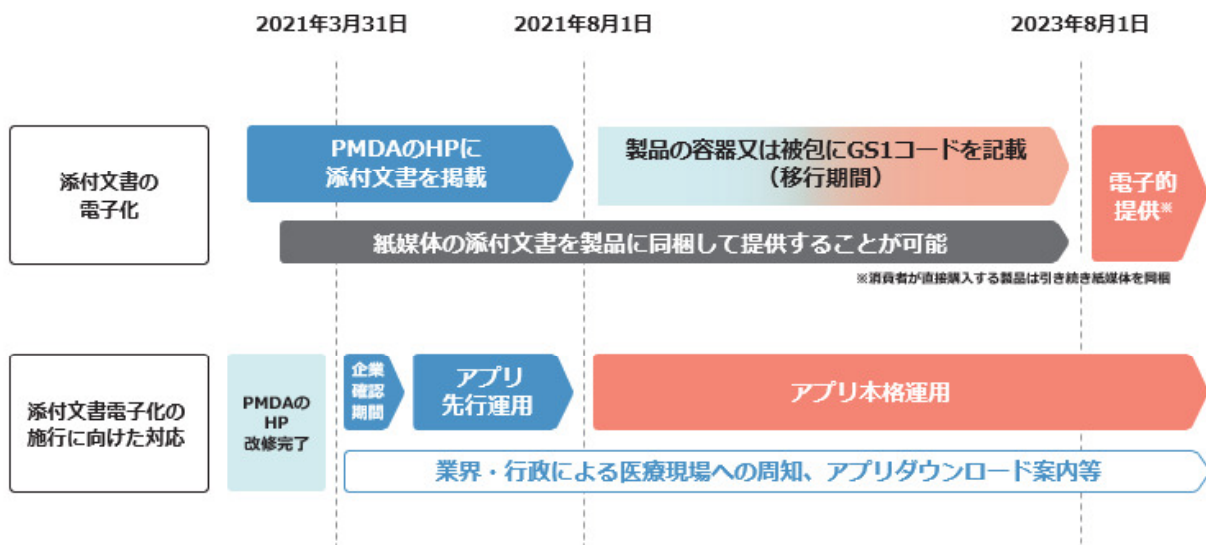 2021年3月31日
2021年8月1日
2023年8月1日
添付文書の
電子化
PMDAのHPに
添付文書を掲載
製品の容器又は被包にGS1コードを記載
（移行期間）
電子的
提供※
紙媒体の添付文書を製品に同梱して提供することが可能
※消費者が直接購入する製品は引き続き紙媒体を同梱
添付文書電子化の
施行に向けた対応
PMDAの
HP
改修完了
企業
確認
期間
アプリ
先行運用
アプリ本格運用
業界・行政による医療現場への周知、アプリダウンロード案内等